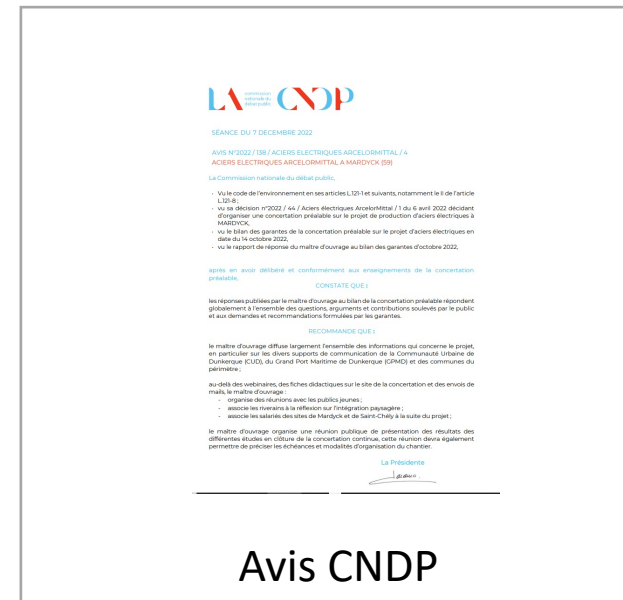 LA commission nationale du débat public CNDP
SÉANCE DU 7 DECEMBRE 2022
AVIS N°2022 / 138 / ACIERS ELECTRIQUES ARCELORMITTAL / 4
ACIERS ELECTRIQUES ARCELORMITTAL A MARDYCK (59)
La Commission nationale du débat public,
• Vu le code de l'environnement en ses articles L.121-1 et suivants, notamment le II de l'article
L.121-8 ;
• vu sa décision n°2022 / 44 / Aciers électriques ArcelorMittal / 1 du 6 avril 2022 décidant
d'organiser une concertation préalable sur le projet de production d'aciers électriques à
MARDYCK,
• vu le bilan des garantes de la concertation préalable sur le projet d'aciers électriques en
date du 14 octobre 2022,
• vu le rapport de réponse du maître d'ouvrage au bilan des garantes d'octobre 2022,
après en avoir délibéré et conformément aux enseignements de la concertation
préalable,
CONSTATE QUE :
les réponses publiées par le maître d'ouvrage au bilan de la concertation préalable répondent
globalement à l'ensemble des questions, arguments et contributions soulevés par le public
et aux demandes et recommandations formulées par les garantes.
RECOMMANDE QUE :
le maître d'ouvrage diffuse largement l'ensemble des informations qui concerne le projet,
en particulier sur les divers supports de communication de la Communauté Urbaine de
Dunkerque (CUD), du Grand Port Maritime de Dunkerque (GPMD) et des communes du
périmètre ;
au-delà des webinaires, des fiches didactiques sur le site de la concertation et des envois de
mails, le maître d'ouvrage :
- organise des réunions avec les publics jeunes ;
- associe les riverains à la réflexion sur l'intégration paysagère ;
- associe les salariés des sites de Mardyck et de Saint-Chély à la suite du projet ;
le maître d'ouvrage organise une réunion publique de présentation des résultats des
différentes études en clôture de la concertation continue, cette réunion devra également
permettre de préciser les échéances et modalités d'organisation du chantier.
La Présidente
Avis CNDP